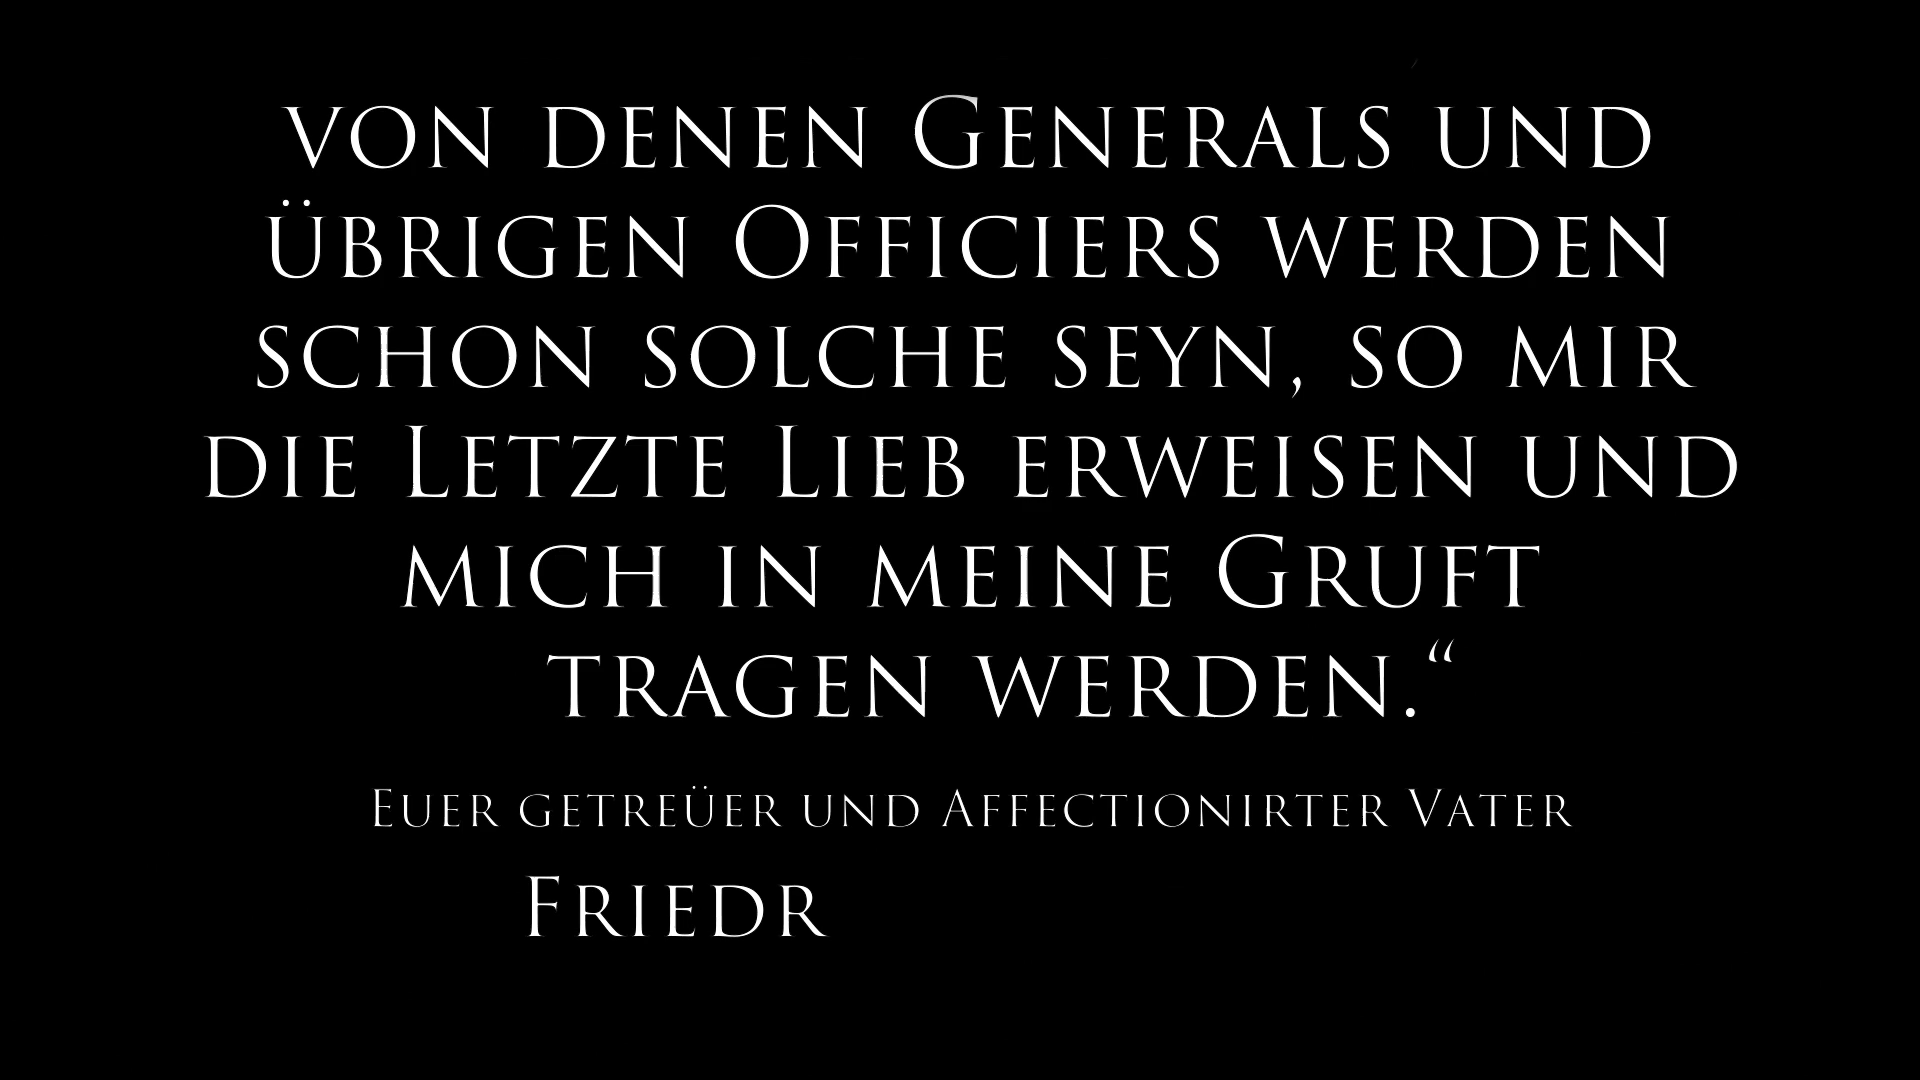 von denen Generals und
übrigen Officiers werden
schon solche seyn, so mir
die Letzte Lieb erweisen und
mich in meine Gruft
tragen werden.“
Euer getreüer und Affectionirter Vater
Friedr